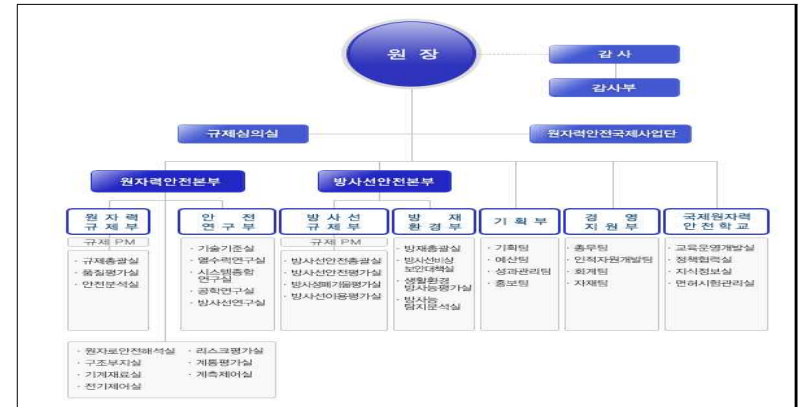 원 장
감 사
감사부
규제심의실
원자력안전국제사업단
원자력안전본부
방사선안전본부
원 자 력
규 제 부
규제 PM
· 규제총괄실
· 품질평가실
· 안전분석실
안 전
연 구 부
· 기술기준실
· 열수력연구실
· 시스템종합
연구실
· 공학연구실
· 방사선연구실
방 사 선
규 제 부
규제 PM
· 방사선안전총괄실
· 방사선안전평가실
· 방사성폐기물평가실
· 방사선이용평가실
방 재
환 경 부
· 방재총괄실
· 방사선비상
보안대책실
· 생활환경
방사능평가실
· 방사능
탐지분석실
기 획 부
· 기획팀
· 예산팀
· 성과관리팀
· 홍보팀
경 영
지 원 부
· 총무팀
· 인적자원개발팀
· 회계팀
· 자재팀
국제원자력
안 전 학 교
· 교육운영개발실
· 정책협력실
· 지식정보실
· 면허시험관리실
· 원자로안전해석실
· 구조부지실
· 기계재료실
· 전기제어실
· 리스크평가실
· 계통평가실
· 계측제어실